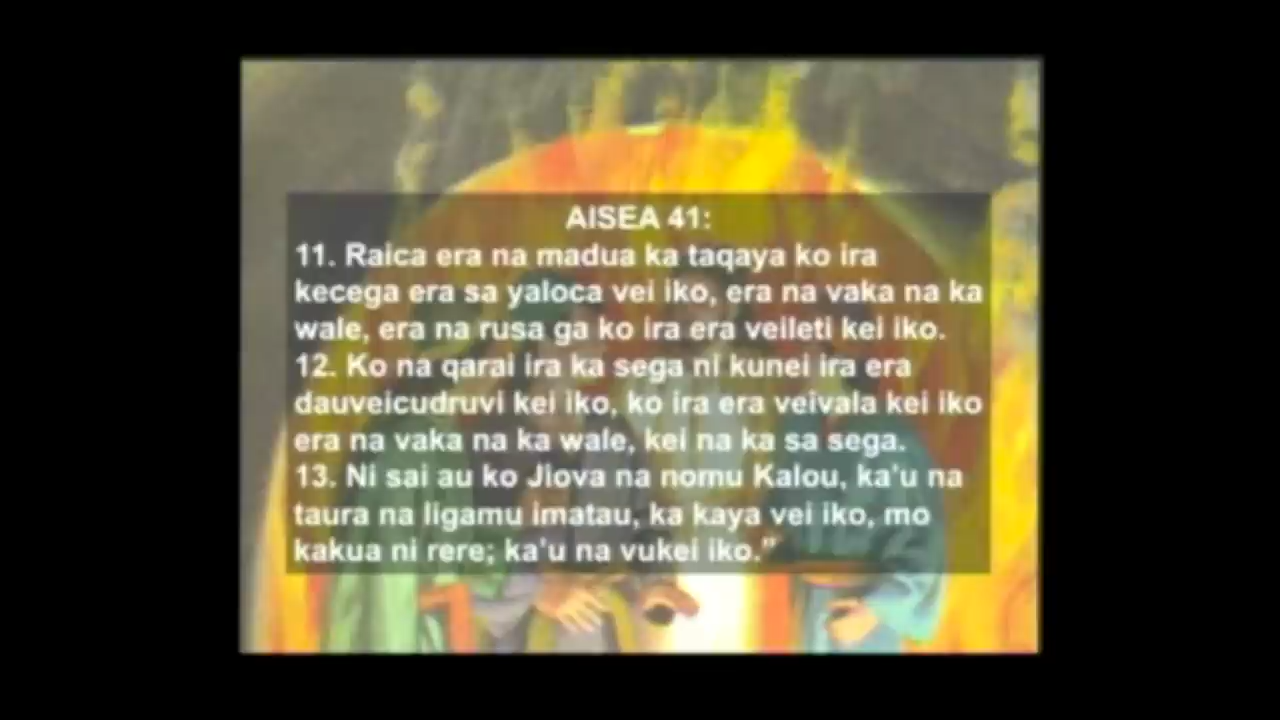 AISEA 41:
11. Raica era na madua ka taqaya ko ira
kecega era sa yaloca vei iko, era na vaka na ka
wale, era na rusa ga ko ira era veileti kei iko.
12. Ko na qarai ira ka sega ni kunei ira era
dauveicudruvi kei iko, ko ira era veivala kei iko
era na vaka na ka wale, kei na ka sa sega.
13. Ni sai au ko Jiova na nomu Kalou, ka'u na
taura na ligamu imatau, ka kaya vei iko, mo
kakua ni rere; ka'u na vukei iko."